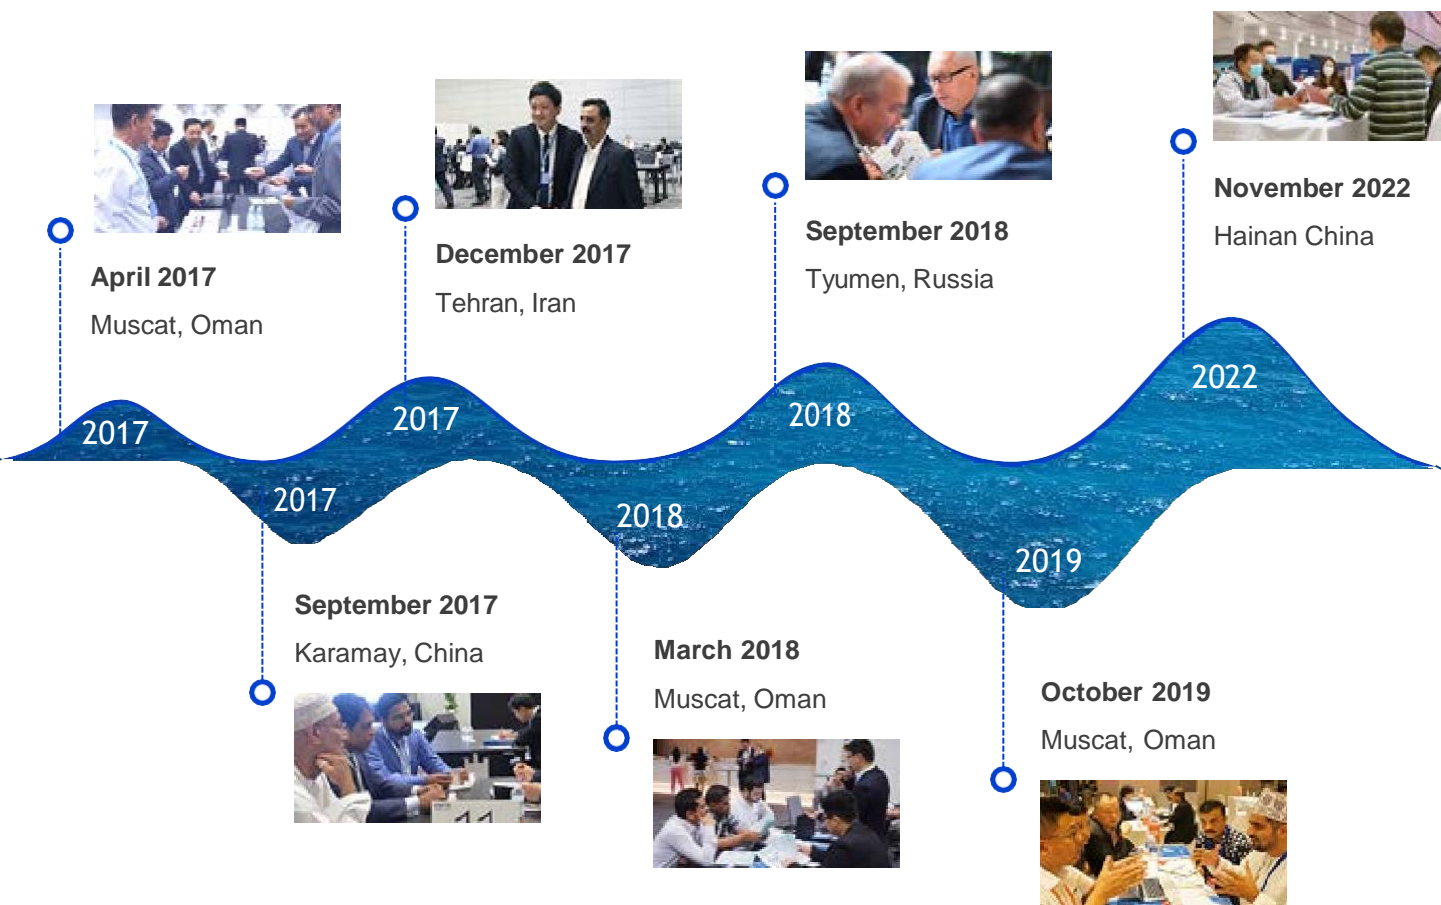 November 2022
Hainan China
September 2018
Tyumen, Russia
December 2017
Tehran, Iran
April 2017
Muscat, Oman
2017
2017
2017
2018
2018
2019
2022
September 2017
Karamay, China
March 2018
Muscat, Oman
October 2019
Muscat, Oman
11